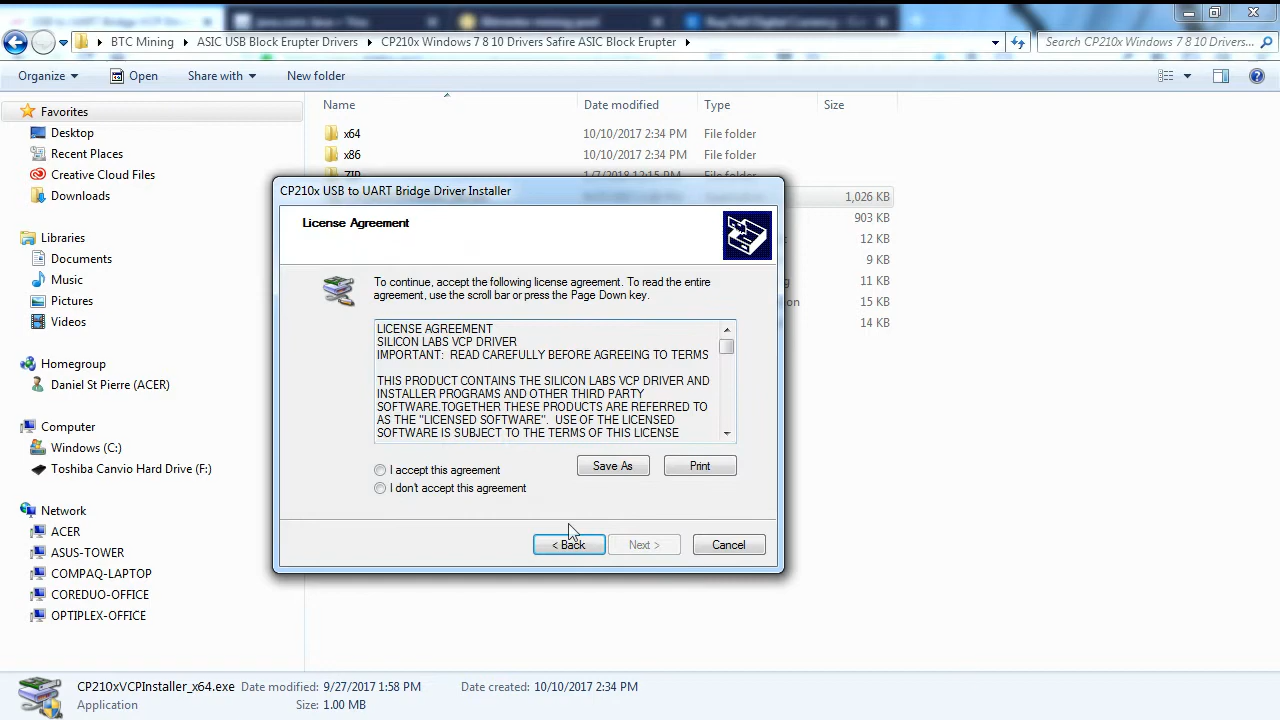 BTC Mining
ASIC USB Block Erupter Drivers
CP210x Windows 7 8 10 Drivers Safire ASIC Block Erupter
Search CP210x Windows 7 8 10 Drivers...
Organize
Open
Share with
New folder
Name
Date modified
Type
Size
Favorites
Desktop
Recent Places
Creative Cloud Files
Downloads
Libraries
Documents
Music
Pictures
Videos
Homegroup
Daniel St Pierre (ACER)
Computer
Windows (C:)
Toshiba Canvio Hard Drive (F:)
Network
ACER
ASUS-TOWER
COMPAQ-LAPTOP
COREDUO-OFFICE
OPTIPLEX-OFFICE
x64 10/10/2017 2:34 PM File folder
x86 10/10/2017 2:34 PM File folder
ZIP 1/7/2018 12:15 PM File folder
1,026 KB
903 KB
12 KB
9 KB
11 KB
15 KB
14 KB
CP210x USB to UART Bridge Driver Installer
License Agreement
To continue, accept the following license agreement. To read the entire
agreement, use the scroll bar or press the Page Down key.
LICENSE AGREEMENT
SILICON LABS VCP DRIVER
IMPORTANT: READ CAREFULLY BEFORE AGREEING TO TERMS
THIS PRODUCT CONTAINS THE SILICON LABS VCP DRIVER AND
INSTALLER PROGRAMS AND OTHER THIRD PARTY
SOFTWARE.TOGETHER THESE PRODUCTS ARE REFERRED TO
AS THE "LICENSED SOFTWARE". USE OF THE LICENSED
SOFTWARE IS SUBJECT TO THE TERMS OF THIS LICENSE
I accept this agreement
I don't accept this agreement
Save As
Print
< Back
Next >
Cancel
CP210xVCPInstaller_x64.exe Date modified: 9/27/2017 1:58 PM Date created: 10/10/2017 2:34 PM
Application Size: 1.00 MB